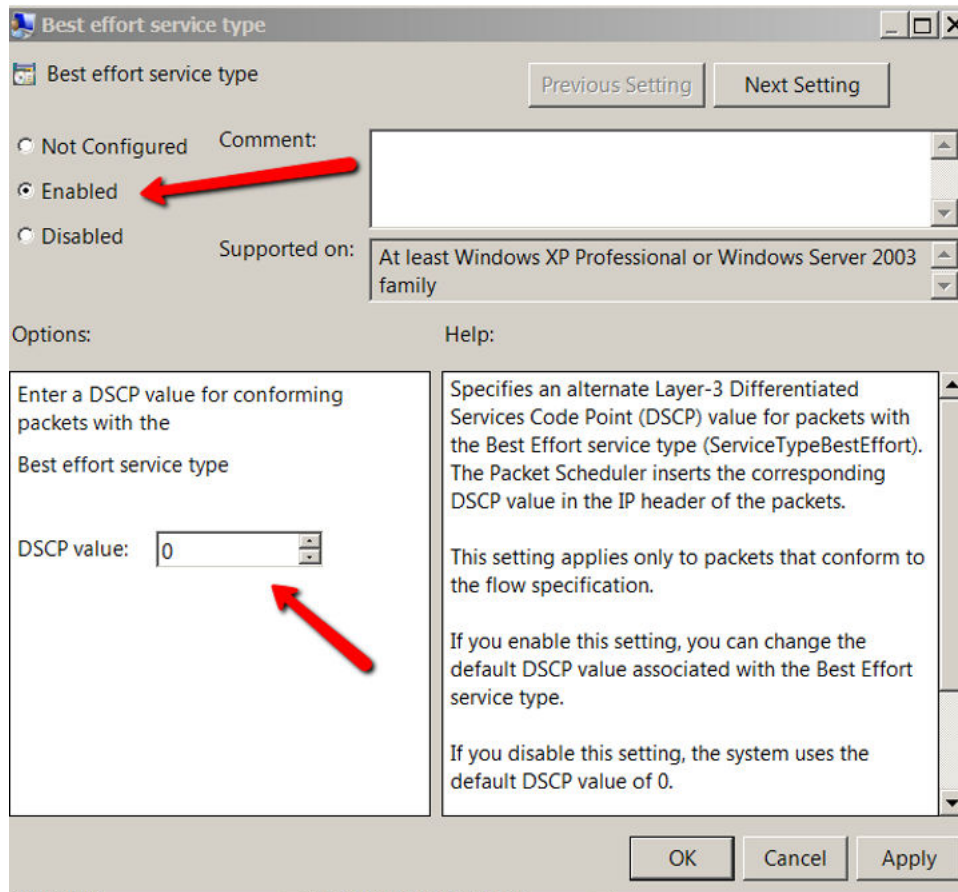 Best effort service type
Best effort service type
Previous Setting
Next Setting
Not Configured
Comment:
Enabled
Disabled
Supported on:
At least Windows XP Professional or Windows Server 2003
family
Options:
Help:
Enter a DSCP value for conforming
packets with the
Best effort service type
DSCP value:
0
Specifies an alternate Layer-3 Differentiated
Services Code Point (DSCP) value for packets with
the Best Effort service type (ServiceTypeBestEffort).
The Packet Scheduler inserts the corresponding
DSCP value in the IP header of the packets.
This setting applies only to packets that conform to
the flow specification.
If you enable this setting, you can change the
default DSCP value associated with the Best Effort
service type.
If you disable this setting, the system uses the
default DSCP value of 0.
OK
Cancel
Apply